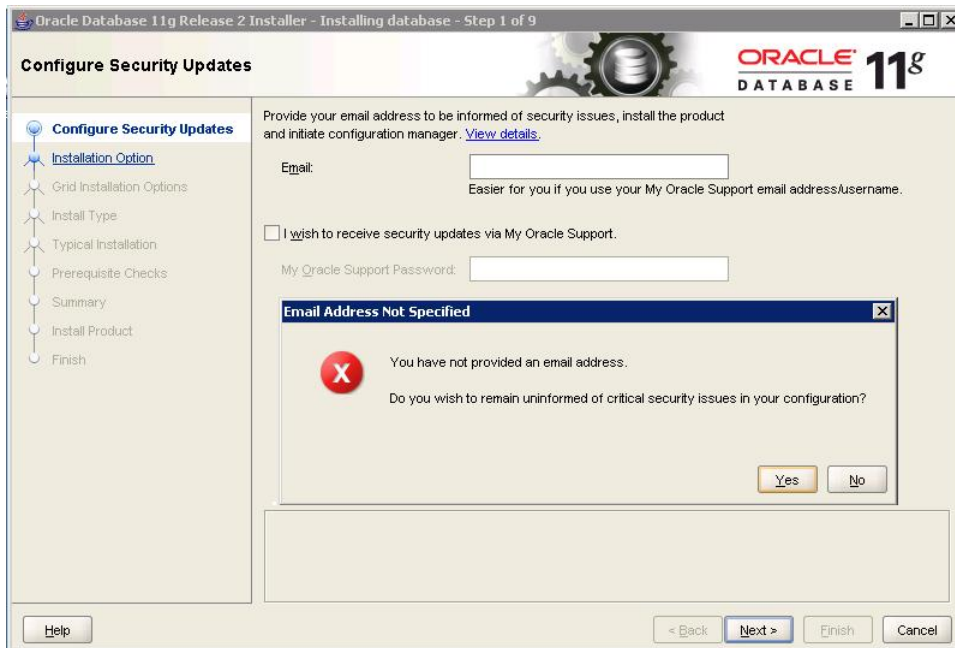 Oracle Database 11g Release 2 Installer - Installing database - Step 1 of 9
Configure Security Updates
ORACLE
DATABASE
11g
Configure Security Updates
Installation Option
Grid Installation Options
Install Type
Typical Installation
Prerequisite Checks
Summary
Install Product
Finish
Provide your email address to be informed of security issues, install the product
and initiate configuration manager. View details.
Email:
Easier for you if you use your My Oracle Support email address/username.
I wish to receive security updates via My Oracle Support.
My Oracle Support Password:
Email Address Not Specified
You have not provided an email address.
Do you wish to remain uninformed of critical security issues in your configuration?
Yes
No
Help
< Back
Next >
Finish
Cancel